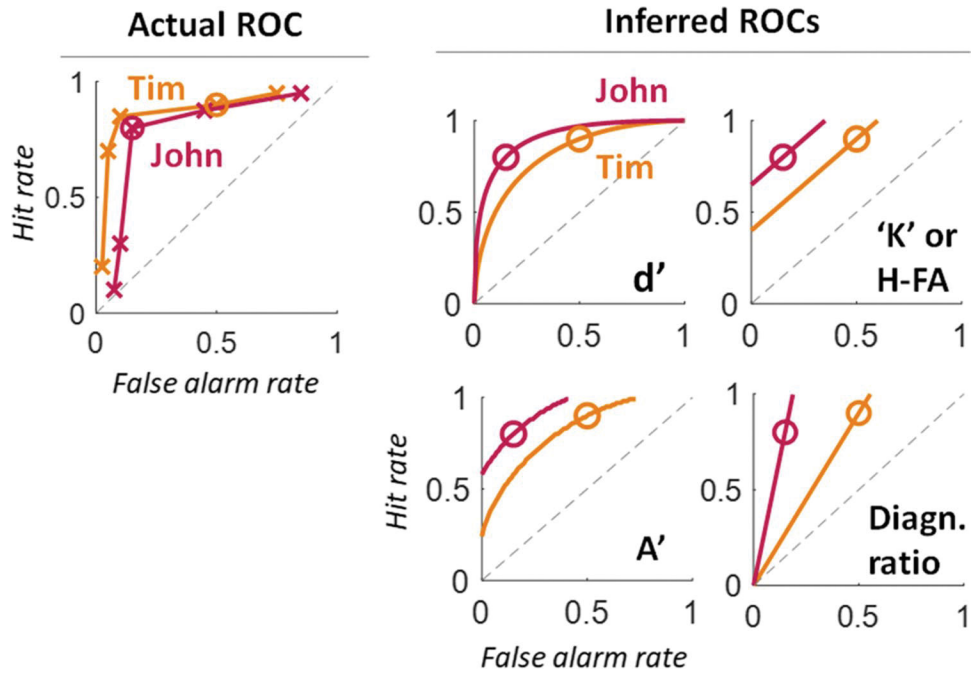 Actual ROC
Inferred ROCs
1
Tim
John
0.5
Hit rate
0
0
0.5
1
False alarm rate
John
1
Tim
0.5
d’
0
0
0.5
1
1
0.5
‘K’ or
H-FA
0
0
0.5
1
1
0.5
Hit rate
A’
0
0
0.5
1
False alarm rate
1
0.5
Diagn.
ratio
0
0
0.5
1